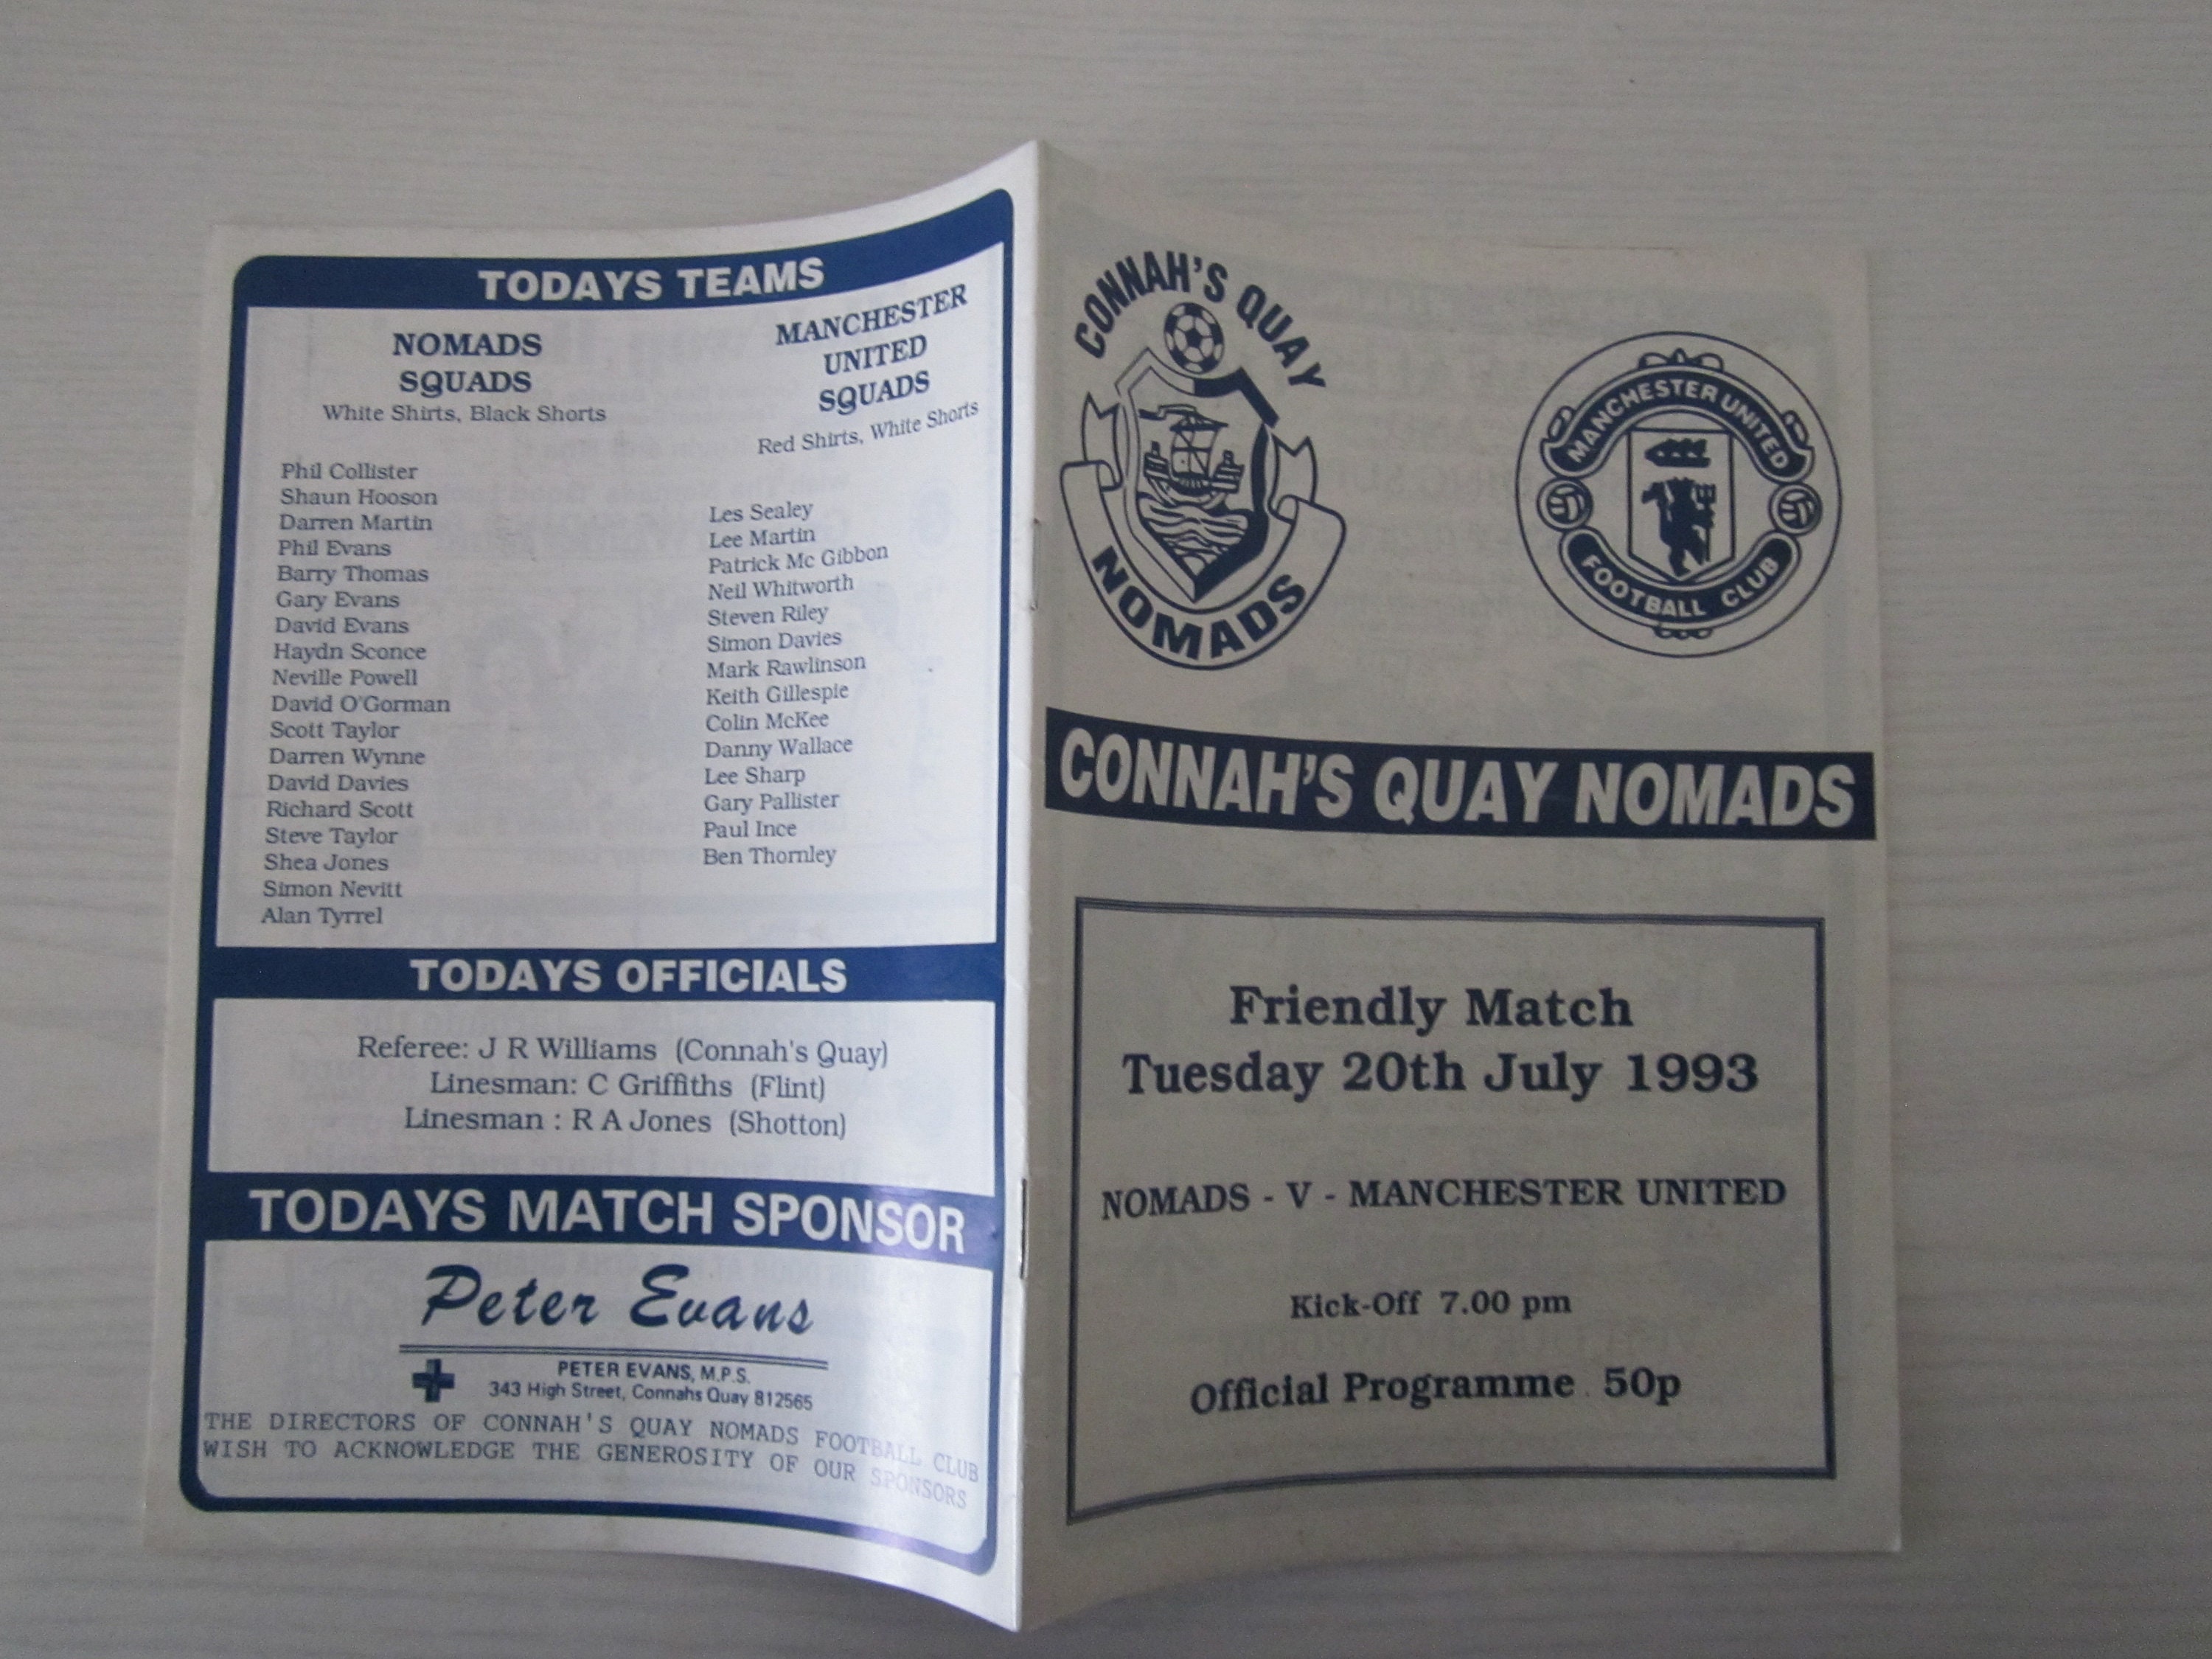 TODAYS TEAMS
NOMADS
SQUADS
White Shirts, Black Shorts
Phil Collister
Shaun Hooson
Darren Martin
Phil Evans
Barry Thomas
Gary Evans
David Evans
Haydn Sconce
Neville Powell
David O'Gorman
Scott Taylor
Darren Wynne
David Davies
Richard Scott
Steve Taylor
Shea Jones
Simon Nevitt
Alan Tyrrel
MANCHESTER
UNITED
SQUADS
Red Shirts, White Shorts
Les Sealey
Lee Martin
Patrick Mc Gibbon
Neil Whitworth
Steven Riley
Simon Davies
Mark Rawlinson
Keith Gillespie
Colin McKee
Danny Wallace
Lee Sharp
Gary Pallister
Paul Ince
Ben Thornley
TODAYS OFFICIALS
Referee: J R Williams (Connah's Quay)
Linesman: C Griffiths (Flint)
Linesman : R A Jones (Shotton)
TODAYS MATCH SPONSOR
Peter Evans
PETER EVANS, M.P.S.
343 High Street, Connahs Quay 812565
THE DIRECTORS OF CONNAH'S QUAY NOMADS FOOTBALL CLUB
WISH TO ACKNOWLEDGE THE GENEROSITY OF OUR SPONSORS
CONNAH'S QUAY
NOMADS
MANCHESTER UNITED
FOOTBALL CLUB
CONNAH'S QUAY NOMADS
Friendly Match
Tuesday 20th July 1993
NOMADS - V - MANCHESTER UNITED
Kick-Off 7.00 pm
Official Programme . 50p